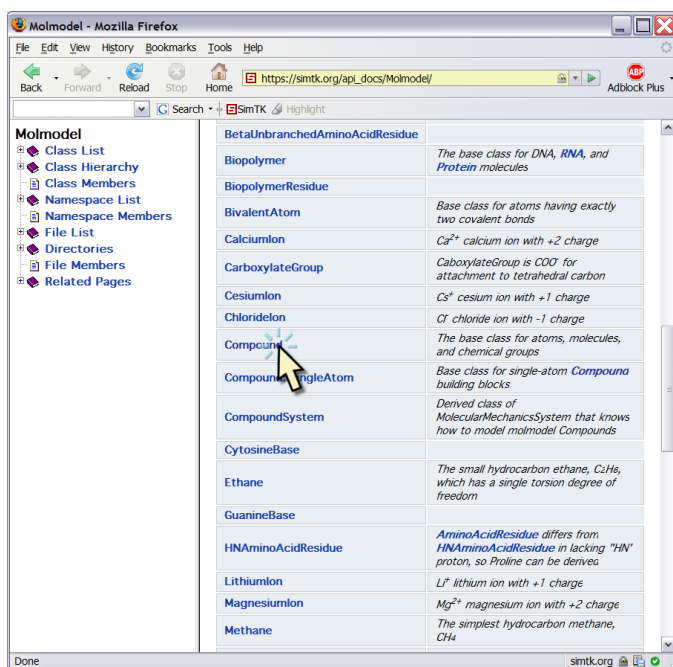 Molmodel - Mozilla Firefox
File Edit View History Bookmarks Tools Help
Back Forward Reload Stop Home https://simtk.org/api_docs/Molmodel/ ABP Adblock Plus
G Search SimTK Highlight
Molmodel
Class List
Class Hierarchy
Class Members
Namespace List
Namespace Members
File List
Directories
File Members
Related Pages
BetaUnbranchedAminoAcidResidue
Biopolymer
The base class for DNA, RNA, and
Protein molecules
BiopolymerResidue
BivalentAtom
Base class for atoms having exactly
two covalent bonds
CalciumIon
Ca²⁺ calcium ion with +2 charge
CarboxylateGroup
CaboxylateGroup is COO⁻ for
attachment to tetrahedral carbon
CesiumIon
Cs⁺ cesium ion with +1 charge
ChlorideIon
Cl⁻ chloride ion with -1 charge
Compound
The base class for atoms, molecules,
and chemical groups
Base class for single-atom Compound
building blocks
CompoundSystem
Derived class of
MolecularMechanicsSystem that knows
how to model molmodel Compounds
CytosineBase
Ethane
The small hydrocarbon ethane, C₂H₆,
which has a single torsion degree of
freedom
GuanineBase
HNAminoAcidResidue
AminoAcidResidue differs from
HNAminoAcidResidue in lacking "HN"
proton, so Proline can be derived
LithiumIon
Li⁺ lithium ion with +1 charge
MagnesiumIon
Mg²⁺ magnesium ion with +2 charge
Methane
The simplest hydrocarbon methane,
CH₄
Done simtk.org